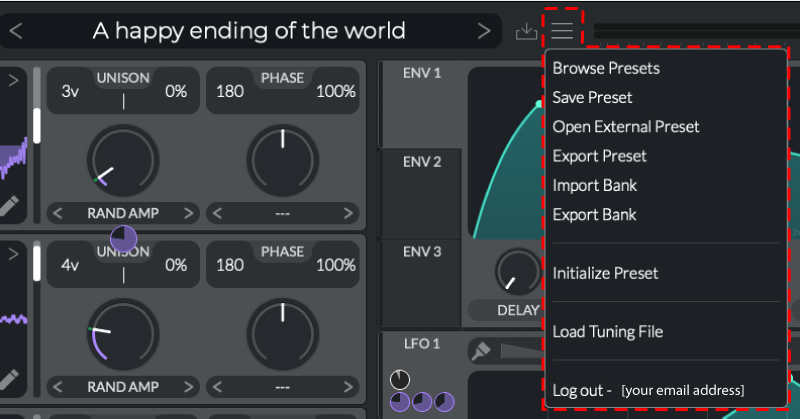 A happy ending of the world
UNISON
3v 0%
PHASE
180 100%
RAND AMP
---
UNISON
4v 0%
PHASE
180 100%
RAND AMP
---
ENV 1
ENV 2
ENV 3
DELAY
LFO 1
Browse Presets
Save Preset
Open External Preset
Export Preset
Import Bank
Export Bank
Initialize Preset
Load Tuning File
Log out - [your email address]